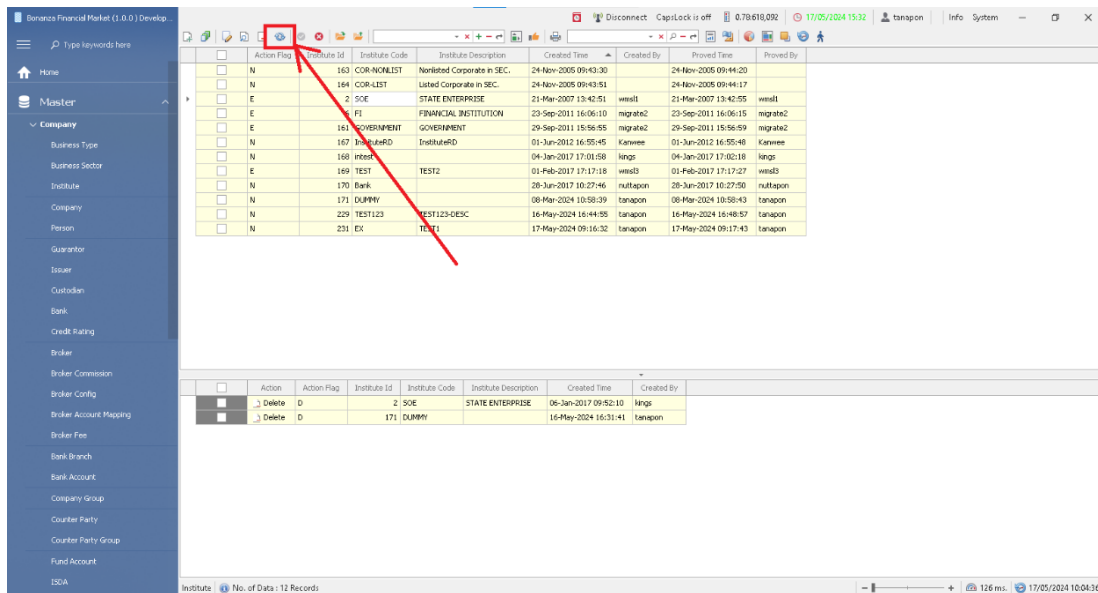 Bonanza Financial Market (1.0.0 ) Develop...
Disconnect CapsLock is off 0.78:618,092 17/05/2024 15:32 tanapon Info System
Type keywords here
Home
Master
Company
Business Type
Business Sector
Institute
Company
Person
Guarantor
Issuer
Custodian
Bank
Credit Rating
Broker
Broker Commission
Broker Config
Broker Account Mapping
Broker Fee
Bank Branch
Bank Account
Company Group
Counter Party
Counter Party Group
Fund Account
ISDA
Action Flag Institute Id Institute Code Institute Description Created Time Created By Proved Time Proved By
N 163 COR-NONLIST Nonlisted Corporate in SEC. 24-Nov-2005 09:43:30 24-Nov-2005 09:44:20
N 164 COR-LIST Listed Corporate in SEC. 24-Nov-2005 09:43:51 24-Nov-2005 09:44:17
E 2 SOE STATE ENTERPRISE 21-Mar-2007 13:42:51 wmsl1 21-Mar-2007 13:42:55 wmsl1
E FI FINANCIAL INSTITUTION 23-Sep-2011 16:06:10 migrate2 23-Sep-2011 16:06:15 migrate2
E 161 GOVERNMENT GOVERNMENT 29-Sep-2011 15:56:55 migrate2 29-Sep-2011 15:56:59 migrate2
N 167 InstituteRD InstituteRD 01-Jun-2012 16:55:45 Kanwee 01-Jun-2012 16:55:48 Kanwee
N 168 intest 04-Jan-2017 17:01:58 kings 04-Jan-2017 17:02:18 kings
E 169 TEST TEST2 01-Feb-2017 17:17:18 wmsl3 01-Feb-2017 17:17:27 wmsl3
N 170 Bank 28-Jun-2017 10:27:46 nuttapon 28-Jun-2017 10:27:50 nuttapon
N 171 DUMMY 08-Mar-2024 10:58:39 tanapon 08-Mar-2024 10:58:43 tanapon
N 229 TEST123 TEST123-DESC 16-May-2024 16:44:55 tanapon 16-May-2024 16:48:57 tanapon
N 231 EX TEST1 17-May-2024 09:16:32 tanapon 17-May-2024 09:17:43 tanapon
Action Action Flag Institute Id Institute Code Institute Description Created Time Created By
Delete D 2 SOE STATE ENTERPRISE 06-Jan-2017 09:52:10 kings
Delete D 171 DUMMY 16-May-2024 16:31:41 tanapon
Institute No. of Data : 12 Records 126 ms. 17/05/2024 10:04:36